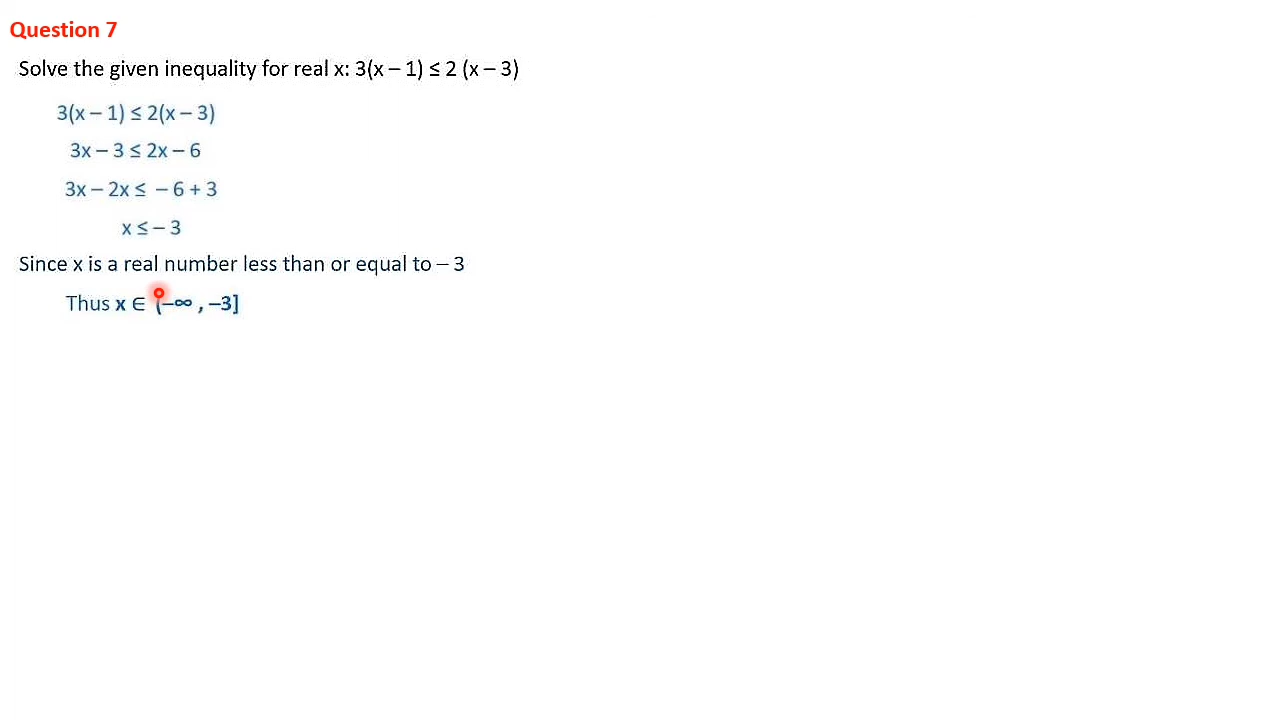 Question 7
Solve the given inequality for real x: 3(x – 1) ≤ 2 (x – 3)
3(x – 1) ≤ 2(x – 3)
3x – 3 ≤ 2x – 6
3x – 2x ≤ – 6 + 3
x ≤ – 3
Since x is a real number less than or equal to – 3
Thus x ∈ (–∞ , –3]